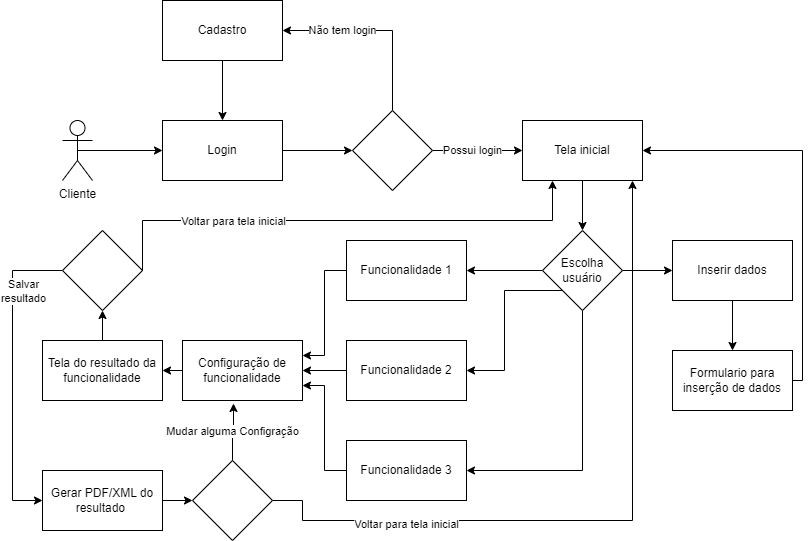 Cadastro
Não tem login
Login
Possui login
Tela inicial
Cliente
Voltar para tela inicial
Escolha
usuário
Funcionalidade 1
Inserir dados
Salvar
resultado
Tela do resultado da
funcionalidade
Configuração de
funcionalidade
Funcionalidade 2
Formulario para
inserção de dados
Mudar alguma Configração
Funcionalidade 3
Gerar PDF/XML do
resultado
Voltar para tela inicial